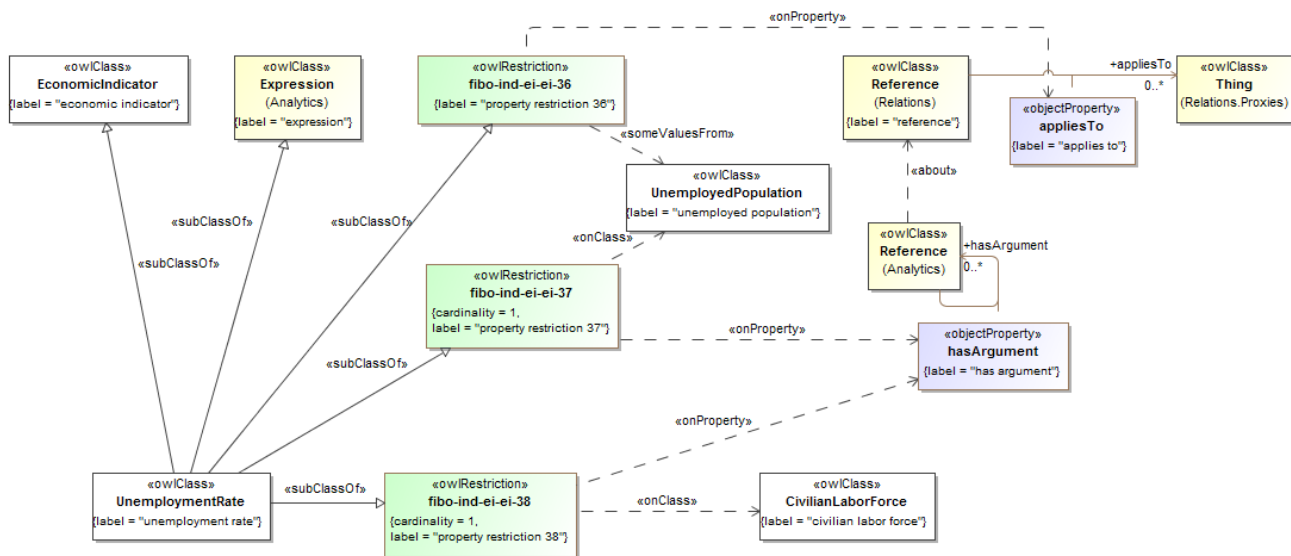 «onProperty»
«owlClass»
EconomicIndicator
{label = "economic indicator"}
«owlClass»
Expression
(Analytics)
{label = "expression"}
«owlRestriction»
fibo-ind-ei-ei-36
{label = "property restriction 36"}
«owlClass»
Reference
(Relations)
{label = "reference"}
+appliesTo
0..*
«owlClass»
Thing
(Relations.Proxies)
«objectProperty»
appliesTo
{label = "applies to"}
«someValuesFrom»
«owlClass»
UnemployedPopulation
{label = "unemployed population"}
«about»
«subClassOf»
«subClassOf»
«onClass»
«owlClass»
Reference
(Analytics)
+hasArgument
0..*
«subClassOf»
«owlRestriction»
fibo-ind-ei-ei-37
{cardinality = 1,
label = "property restriction 37"}
«onProperty»
«objectProperty»
hasArgument
{label = "has argument"}
«subClassOf»
«onProperty»
«owlClass»
UnemploymentRate
{label = "unemployment rate"}
«subClassOf»
«owlRestriction»
fibo-ind-ei-ei-38
{cardinality = 1,
label = "property restriction 38"}
«onClass»
«owlClass»
CivilianLaborForce
{label = "civilian labor force"}